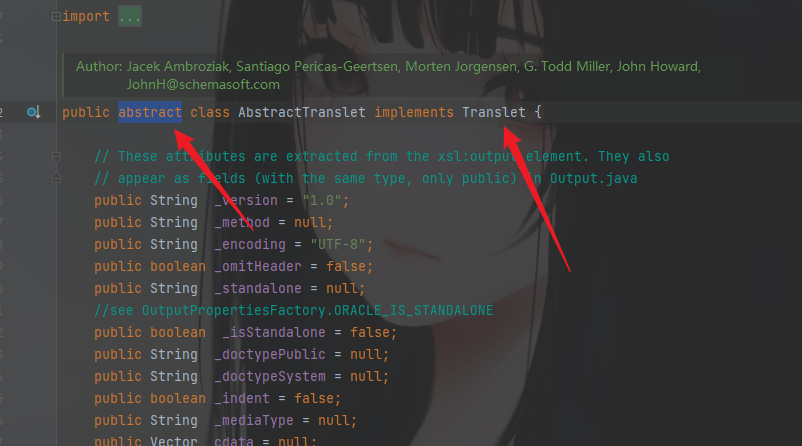 import ...
Author: Jacek Ambroziak, Santiago Pericas-Geertsen, Morten Jorgensen, G. Todd Miller, John Howard,
JohnH@schemasoft.com
public abstract class AbstractTranslet implements Translet {
// These attributes are extracted from the xsl:output element. They also
// appear as fields (with the same type, only public) in Output.java
public String _version = "1.0";
public String _method = null;
public String _encoding = "UTF-8";
public boolean _omitHeader = false;
public String _standalone = null;
//see OutputPropertiesFactory.ORACLE_IS_STANDALONE
public boolean _isStandalone = false;
public String _doctypePublic = null;
public String _doctypeSystem = null;
public boolean _indent = false;
public String _mediaType = null;
public Vector _cdata = null;